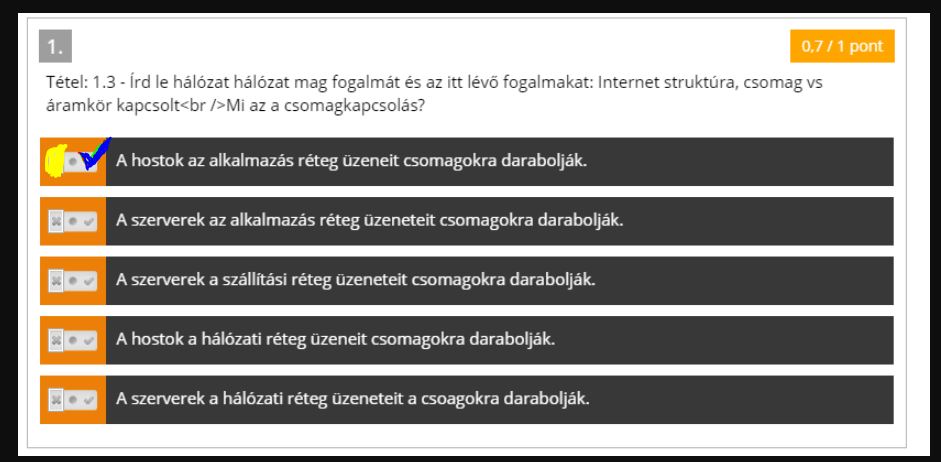 1.
0,7 / 1 pont
Tétel: 1.3 - Írd le hálózat hálózat mag fogalmát és az itt lévő fogalmakat: Internet struktúra, csomag vs
áramkör kapcsolt<br />Mi az a csomagkapcsolás?
A hostok az alkalmazás réteg üzeneit csomagokra darabolják.
A szerverek az alkalmazás réteg üzeneteit csomagokra darabolják.
A szerverek a szállítási réteg üzeneteit csomagokra darabolják.
A hostok a hálózati réteg üzeneit csomagokra darabolják.
A szerverek a hálózati réteg üzeneteit a csoagokra darabolják.